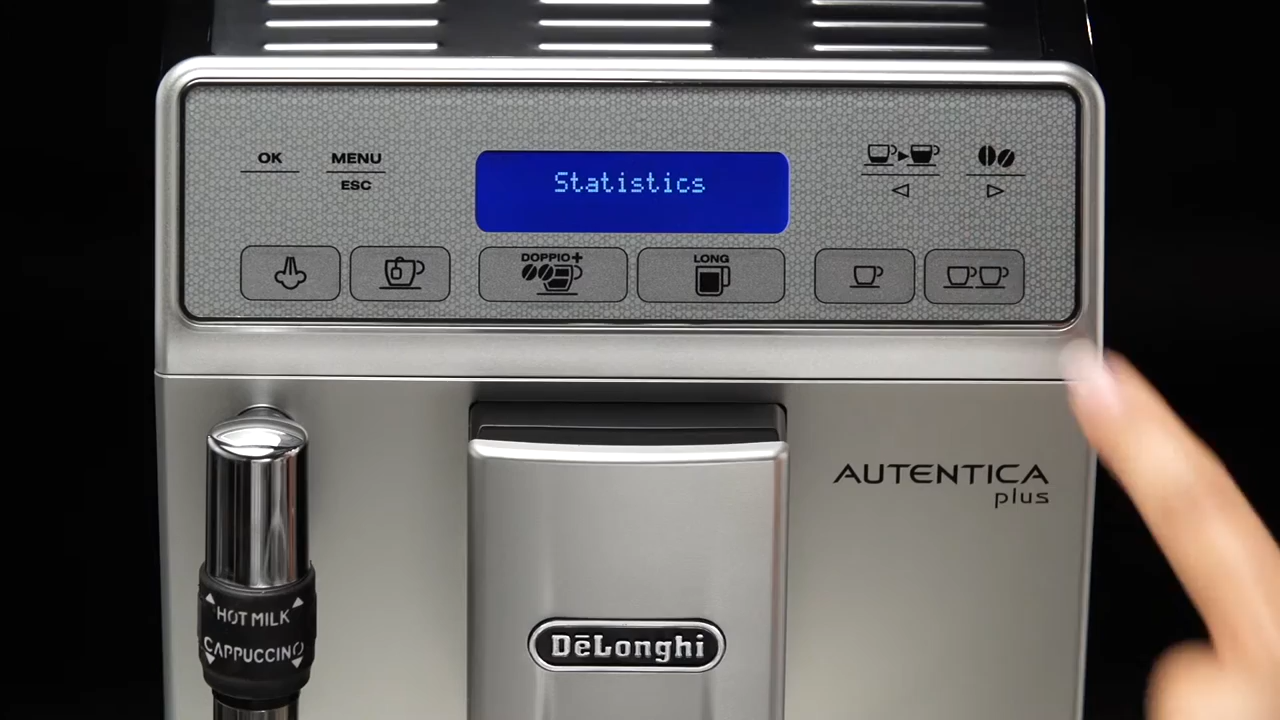 OK
MENU
ESC
Statistics
DOPPIO+
LONG
AUTENTICA
plus
HOT MILK
CAPPUCCINO
DēLonghi